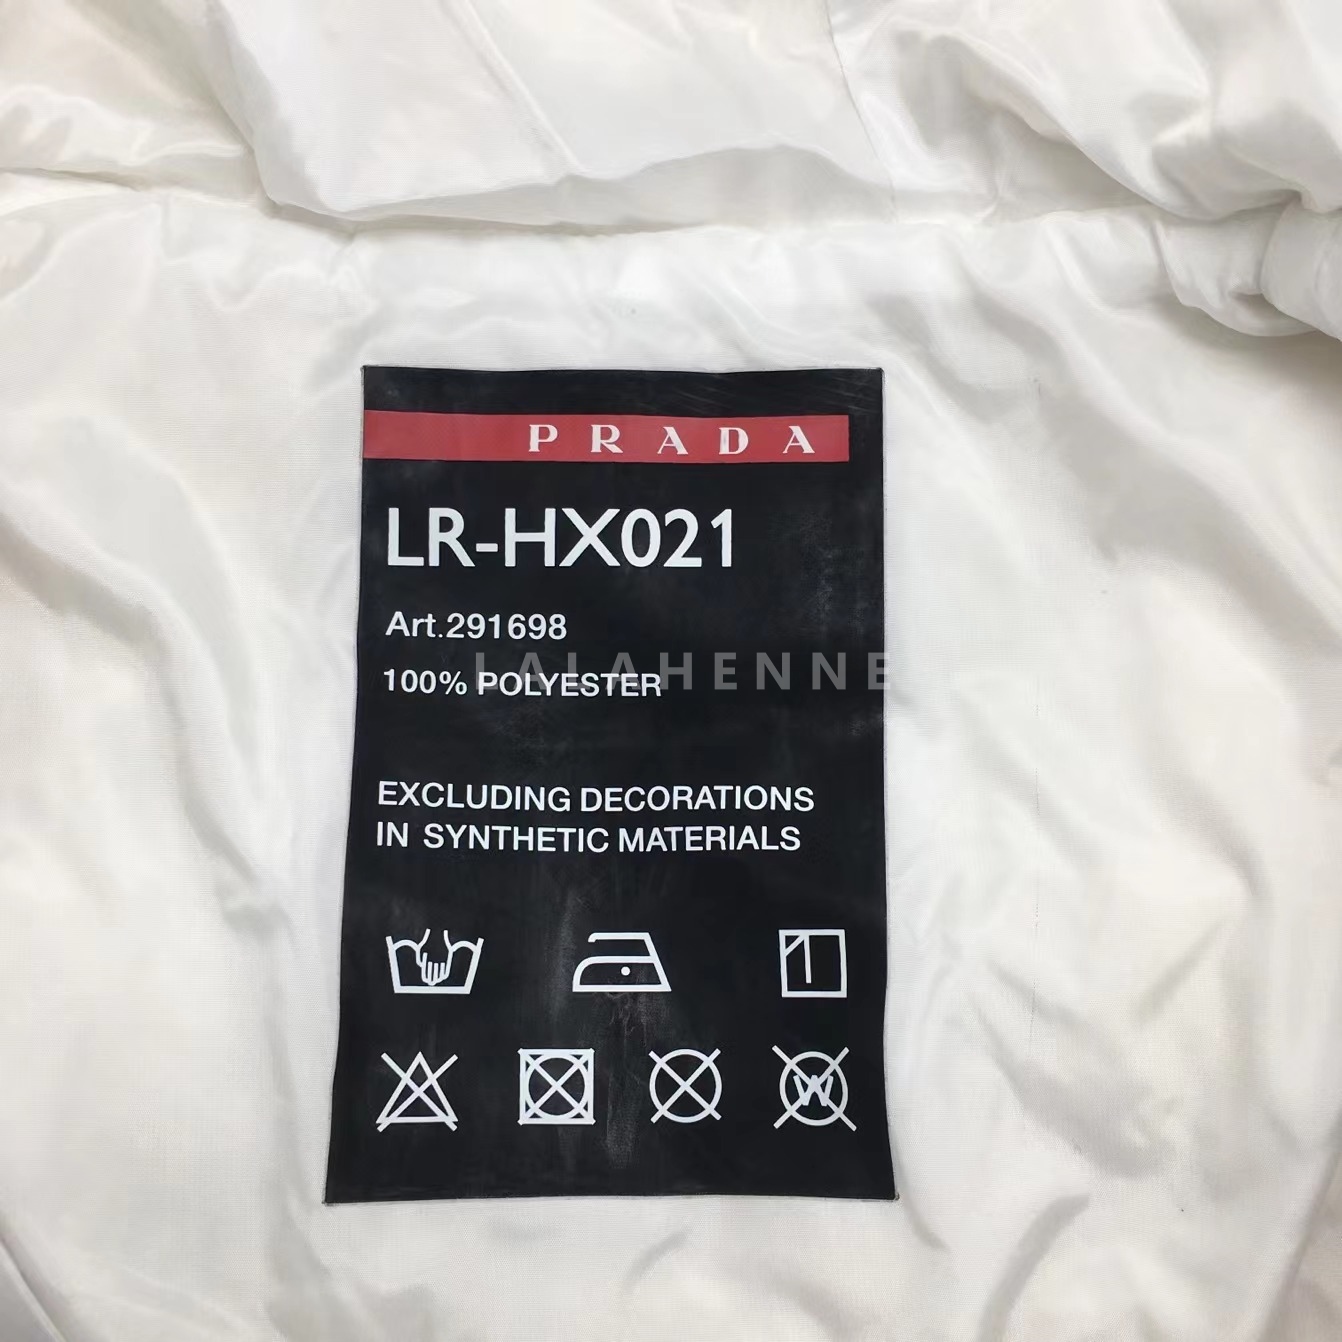 PRADA
LR-HX021
Art.291698
100% POLYESTER
LALAHENNE
EXCLUDING DECORATIONS
IN SYNTHETIC MATERIALS
W